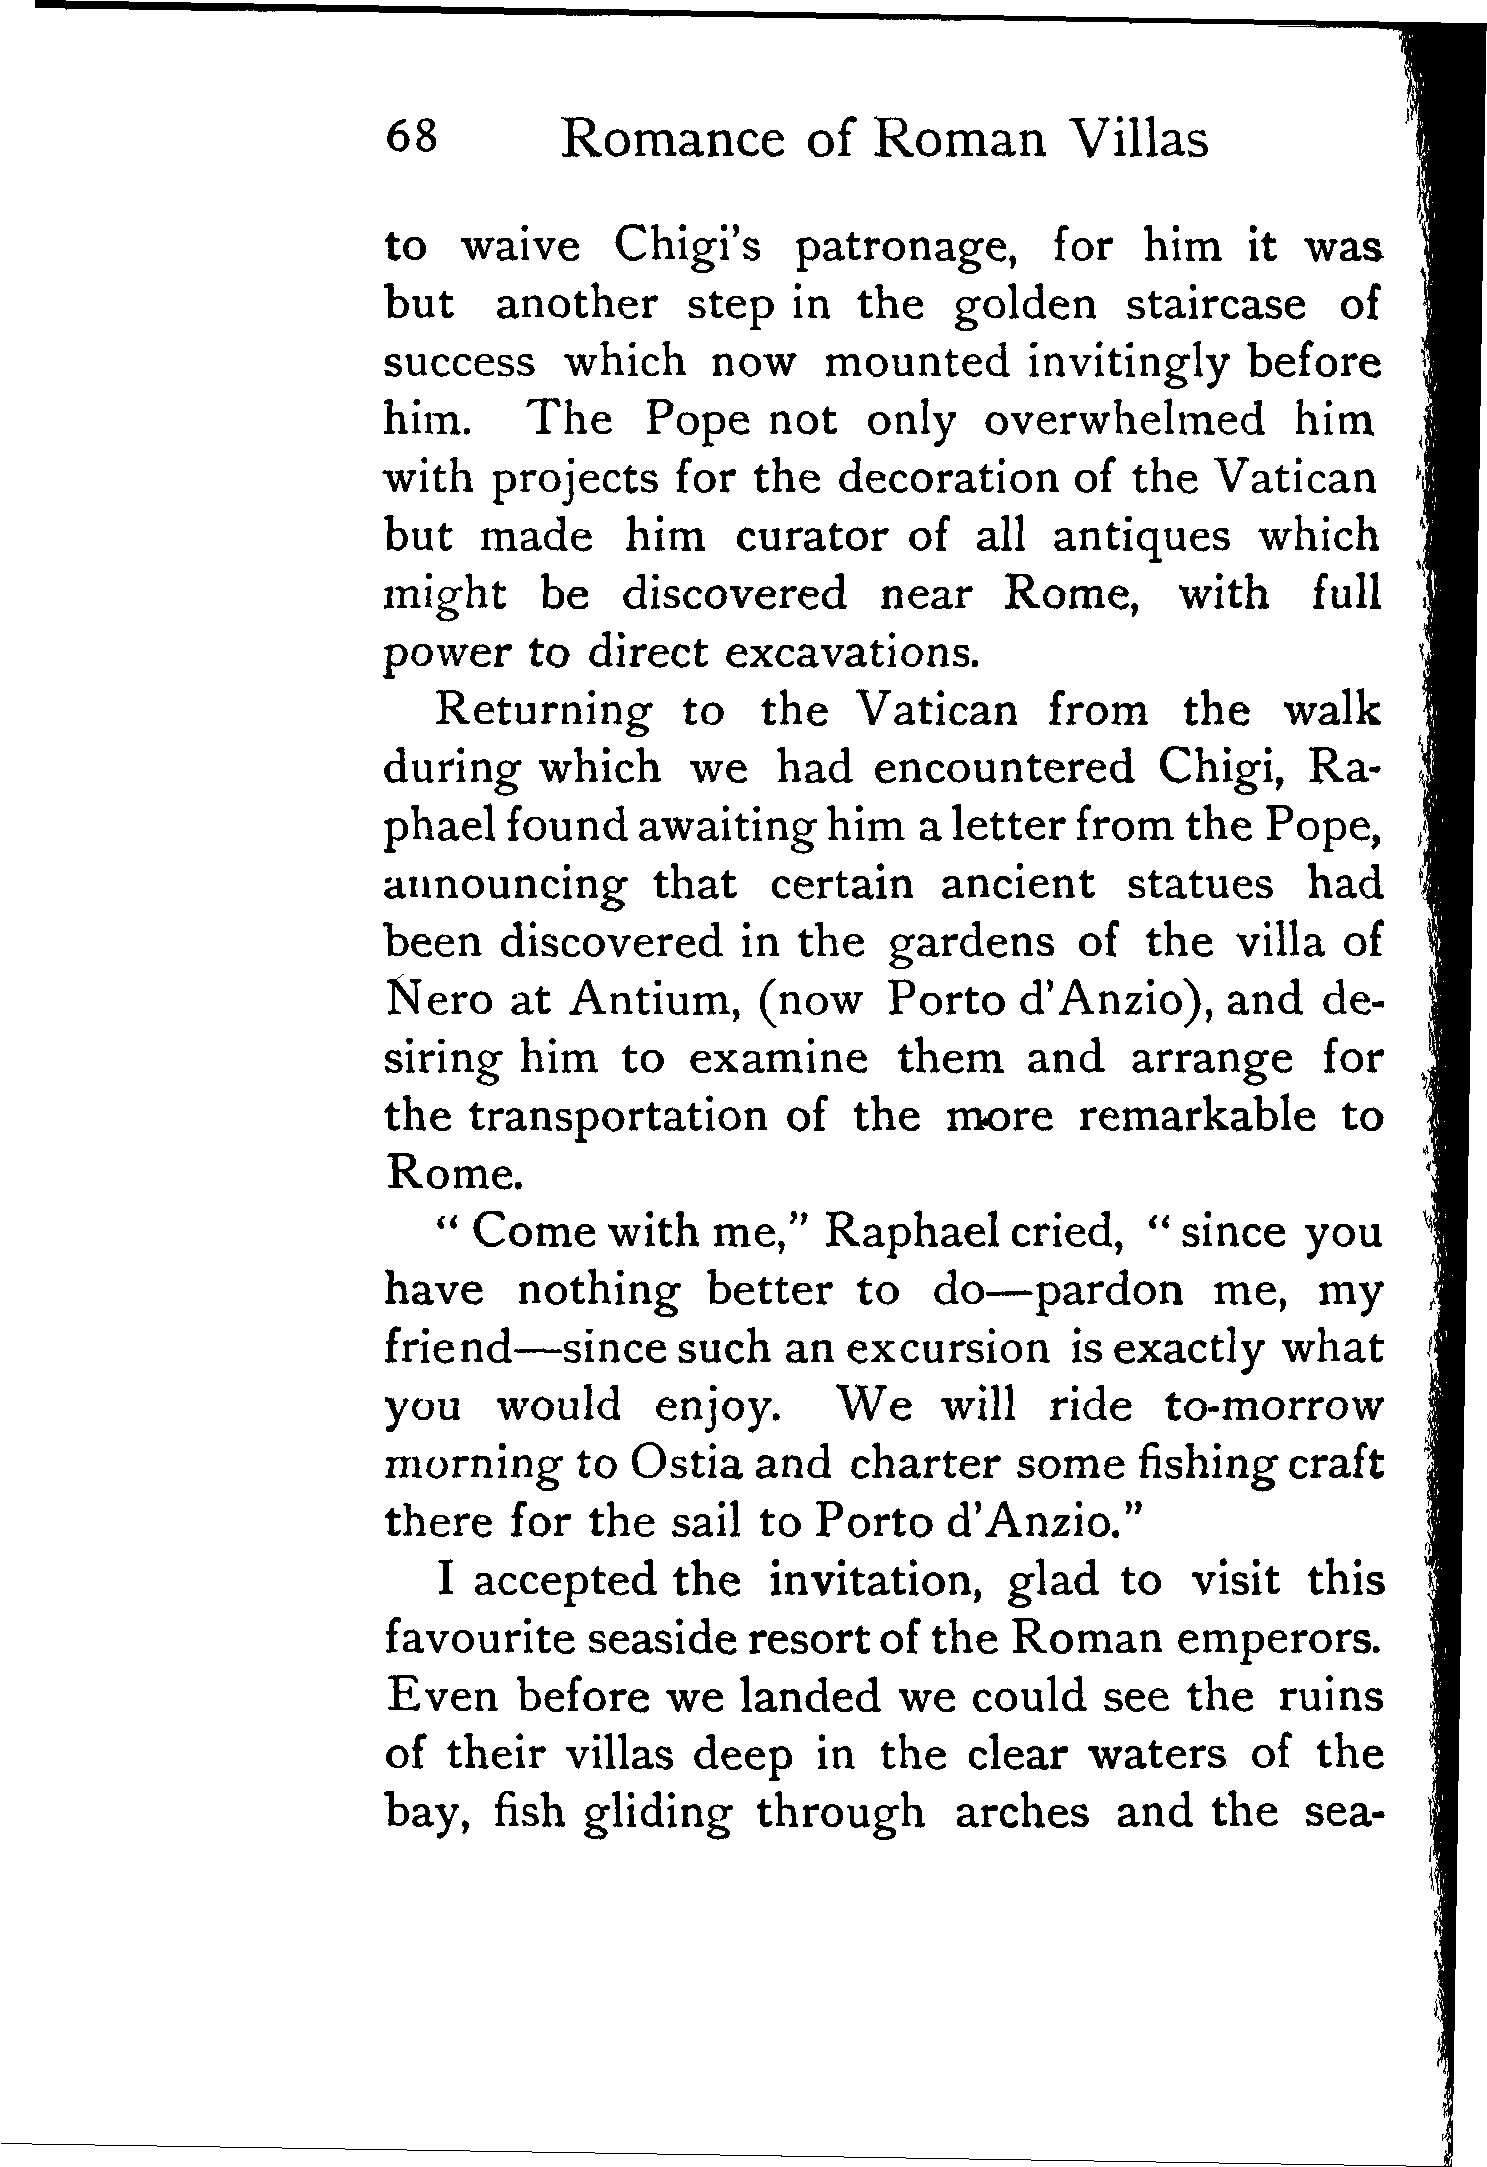 68 Romance of Roman Villas
to waive Chigi's patronage, for him it was
but another step in the golden staircase of
success which now mounted invitingly before
him. The Pope not only overwhelmed him
with projects for the decoration of the Vatican
but made him curator of all antiques which
might be discovered near Rome, with full
power to direct excavations.
Returning to the Vatican from the walk
during which we had encountered Chigi, Ra-
phael found awaiting him a letter from the Pope,
announcing that certain ancient statues had
been discovered in the gardens of the villa of
Nero at Antium, (now Porto d'Anzio), and de-
siring him to examine them and arrange for
the transportation of the more remarkable to
Rome.
“ Come with me,” Raphael cried, “ since you
have nothing better to do—pardon me, my
friend—since such an excursion is exactly what
you would enjoy. We will ride to-morrow
morning to Ostia and charter some fishing craft
there for the sail to Porto d'Anzio.”
I accepted the invitation, glad to visit this
favourite seaside resort of the Roman emperors.
Even before we landed we could see the ruins
of their villas deep in the clear waters of the
bay, fish gliding through arches and the sea-